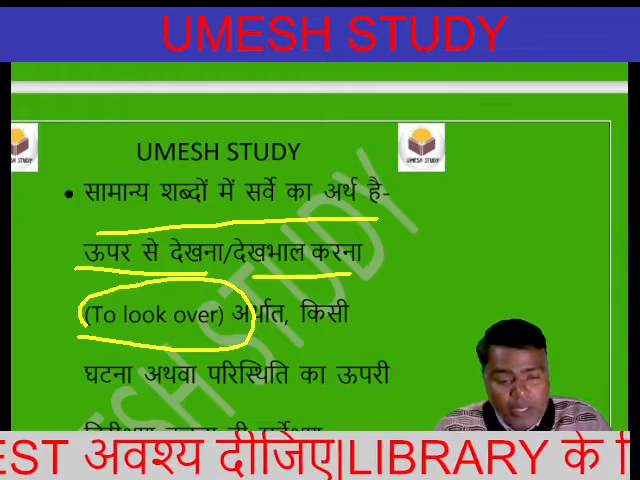 UMESH STUDY
UMESH STUDY
UMESH STUDY
UMESH STUDY
• सामान्य शब्दों में सर्वे का अर्थ है-
ऊपर से देखना/देखभाल करना
(To look over) अर्थात, किसी
घटना अथवा परिस्थिति का ऊपरी
EST अवश्य दीजिए|LIBRARY के